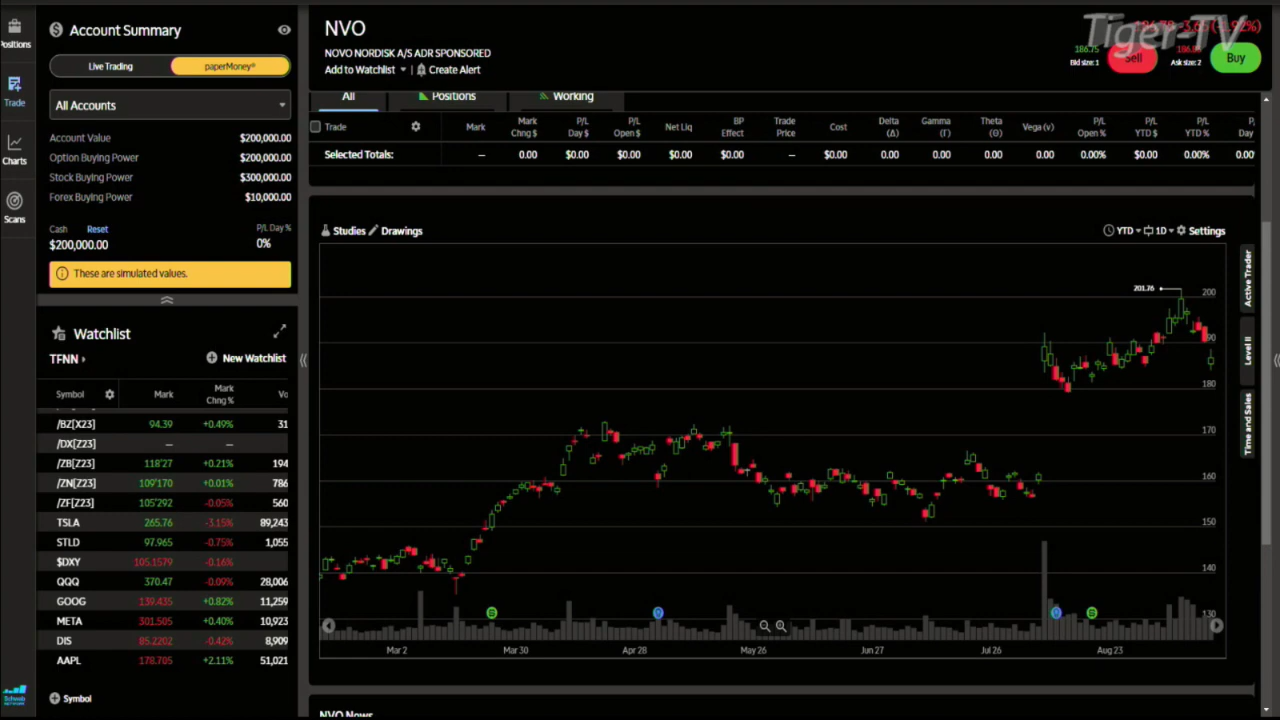 Positions
Trade
Charts
Scans
Account Summary
Live Trading
paperMoney®
All Accounts
Account Value $200,000.00
Option Buying Power $200,000.00
Stock Buying Power $300,000.00
Forex Buying Power $10,000.00
Cash Reset P/L Day %
$200,000.00 0%
These are simulated values.
Watchlist
TFNN
New Watchlist
Symbol Mark Mark Chng % Vo
/BZ[X23] 94.39 +0.49% 31
/DX[Z23] — —
/ZB[Z23] 118'27 +0.21% 194
/ZN[Z23] 109'170 +0.01% 786
/ZF[Z23] 105'292 -0.05% 560
TSLA 265.76 -3.15% 89,243
STLD 97.965 -0.75% 1,055
$DXY 105.1579 -0.16%
QQQ 370.47 -0.09% 28,006
GOOG 139.435 +0.82% 11,259
META 301.505 +0.40% 10,923
DIS 85.2202 -0.42% 8,909
AAPL 178.705 +2.11% 51,021
Symbol
NVO
NOVO NORDISK A/S ADR SPONSORED
Add to Watchlist Create Alert
Tiger-TV
186.75
Bid size: 1
Sell
Ask size: 2
Buy
All Positions Working
Trade Mark Mark Chng $ P/L Day $ P/L Open $ Net Liq BP Effect Trade Price Cost Delta (Δ) Gamma (Γ) Theta (Θ) Vega (v) P/L Open % P/L YTD $ P/L YTD % P/L Day
Selected Totals: — 0.00 $0.00 $0.00 $0.00 $0.00 — $0.00 0.00 0.00 0.00 0.00 0.00% $0.00 0.00% 0.00
Studies Drawings
YTD 1D Settings
201.76
200
90
180
170
160
150
140
130
Mar 2 Mar 30 Apr 28 May 26 Jun 27 Jul 26 Aug 23
Active Trader
Level II
Time and Sales
NVO News